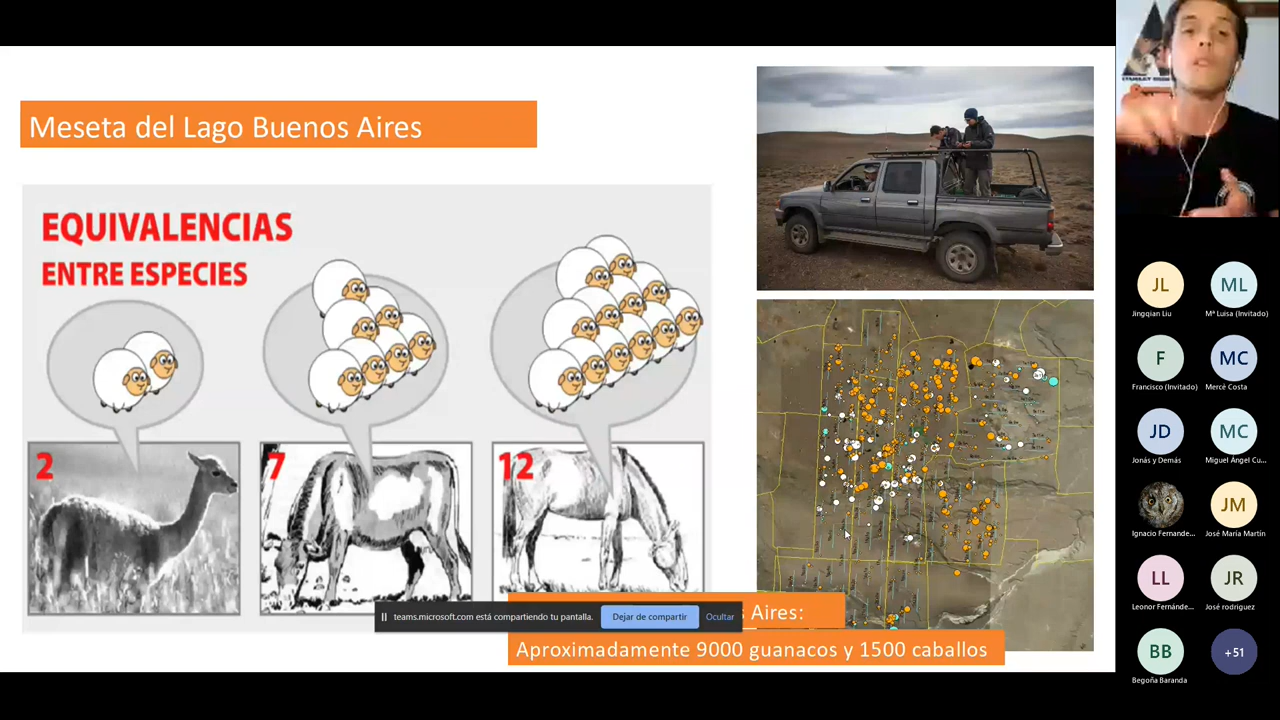 Meseta del Lago Buenos Aires
EQUIVALENCIAS
ENTRE ESPECIES
2
7
12
teams.microsoft.com está compartiendo tu pantalla.
Dejar de compartir
Ocultar
Aires:
Aproximadamente 9000 guanacos y 1500 caballos
JL
ML
Jingqian Liu
Mª Luisa (Invitado)
F
MC
Francisco (Invitado)
Mercè Costa
JD
MC
Jonás y Demás
Miguel Ángel Cu...
JM
Ignacio Fernande...
José María Martín
LL
JR
Leonor Fernánde...
José rodriguez
BB
+51
Begoña Baranda